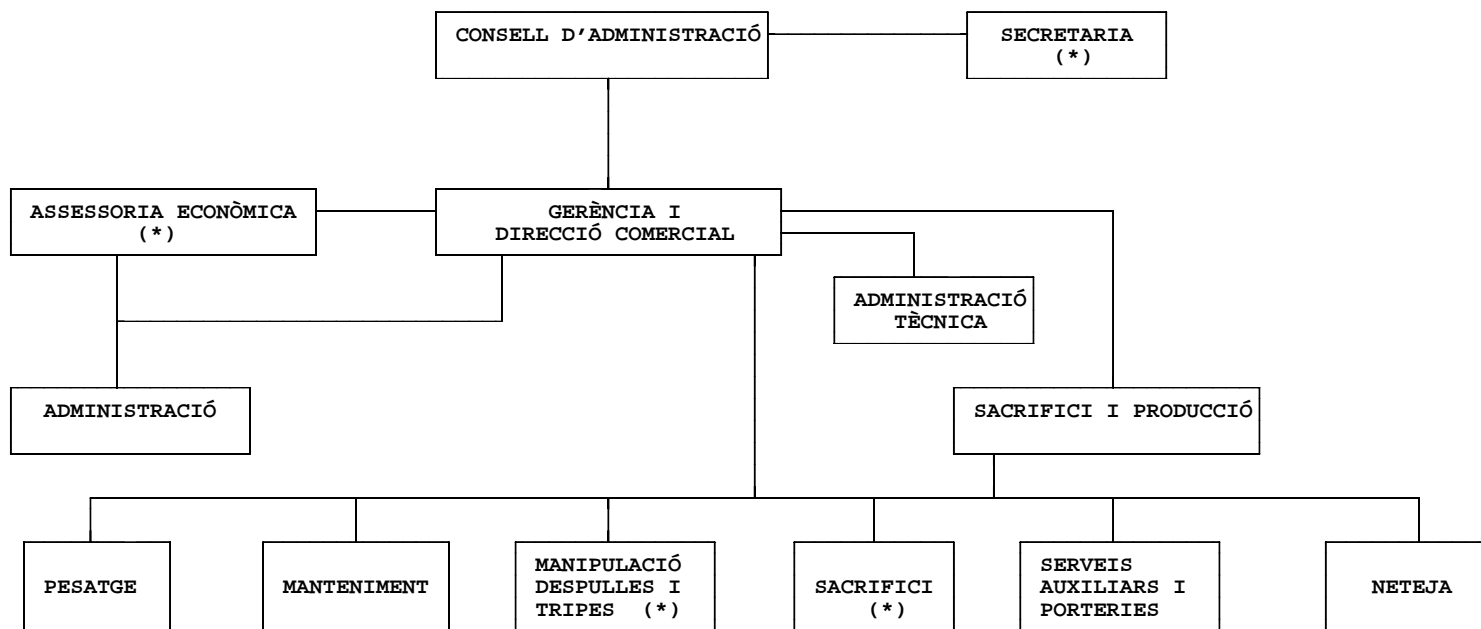 CONSELL D'ADMINISTRACIÓ
SECRETARIA
(*)
ASSESSORIA ECONÒMICA
(*)
GERÈNCIA I
DIRECCIÓ COMERCIAL
ADMINISTRACIÓ
TÈCNICA
ADMINISTRACIÓ
SACRIFICI I PRODUCCIÓ
PESATGE
MANTENIMENT
MANIPULACIÓ
DESPULLES I
TRIPES (*)
SACRIFICI
(*)
SERVEIS
AUXILIARS I
PORTERIES
NETEJA